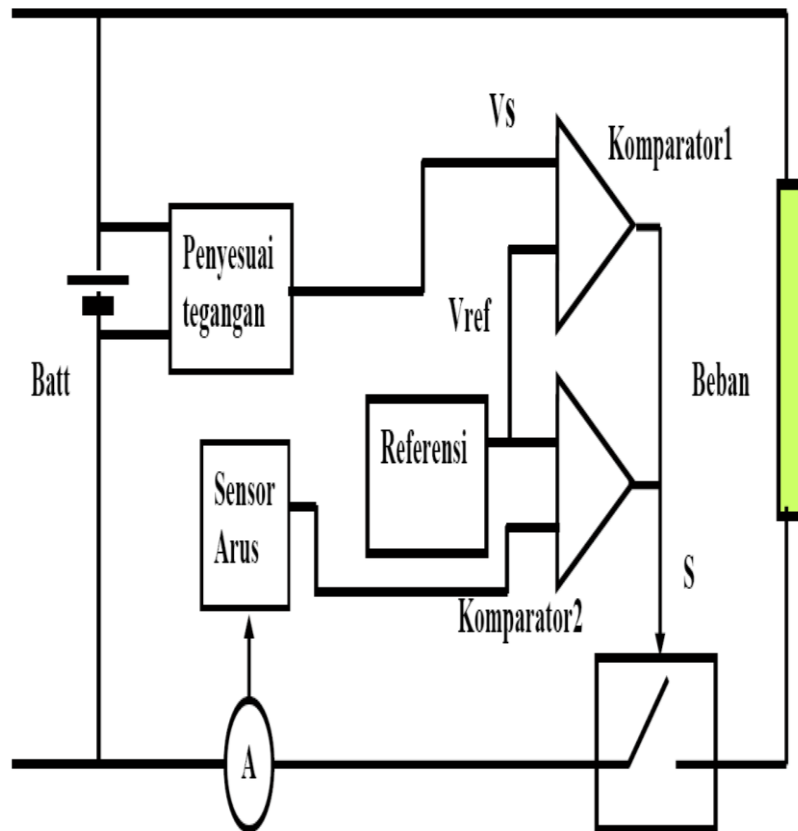 Vs
Komparator1
Penyesuai
tegangan
Vref
Batt
Beban
Referensi
Sensor
Arus
S
Komparator2
A